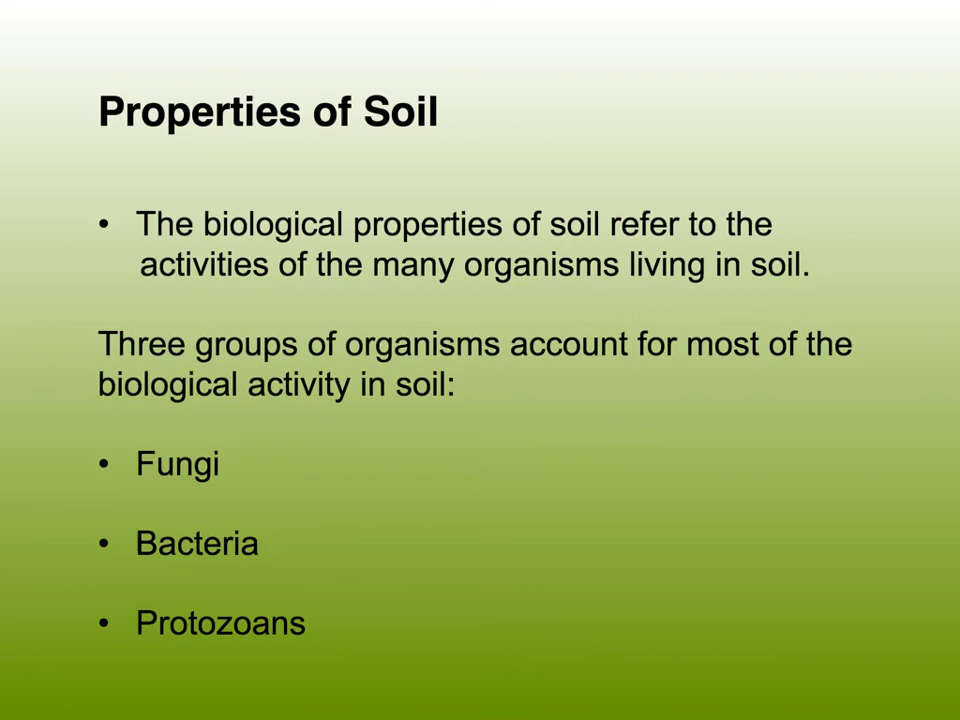 Properties of Soil
• The biological properties of soil refer to the
activities of the many organisms living in soil.
Three groups of organisms account for most of the
biological activity in soil:
• Fungi
• Bacteria
• Protozoans